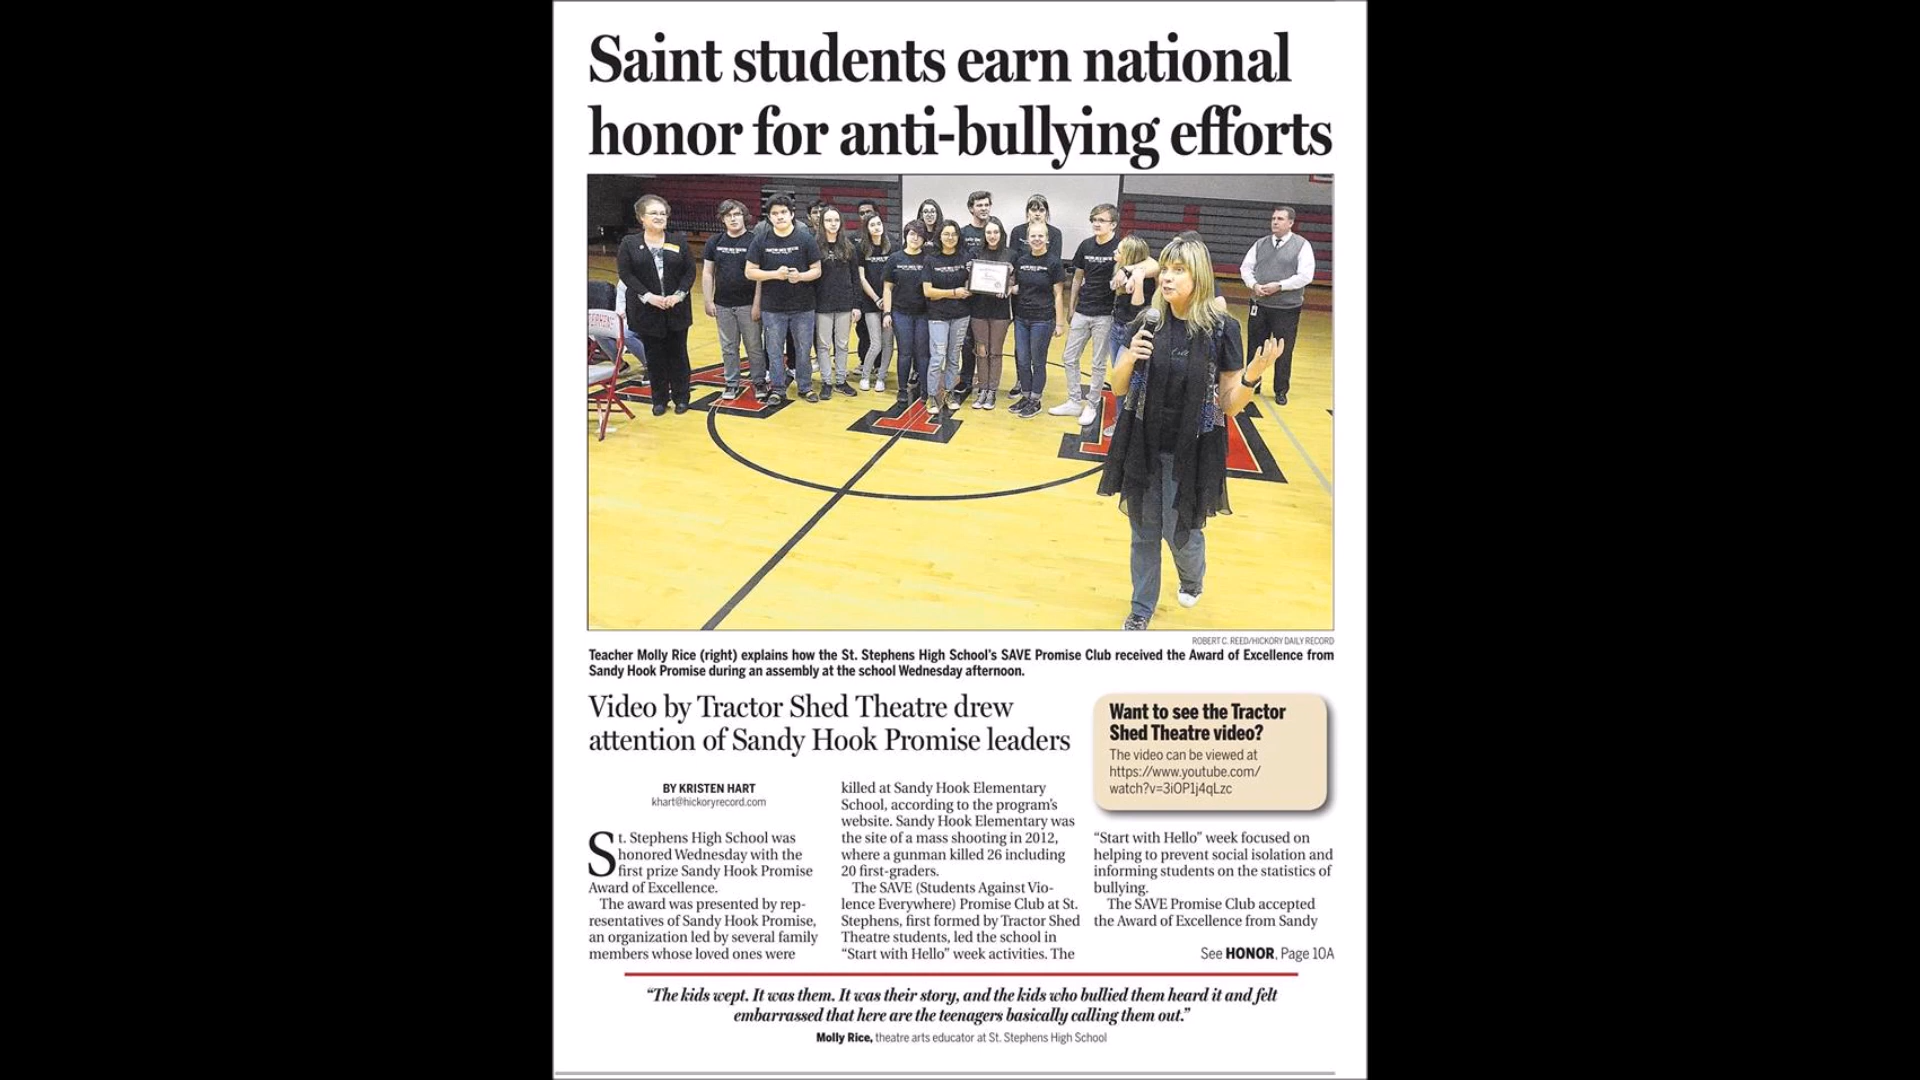 Saint students earn national
honor for anti-bullying efforts
STEPHENS
ROBERT C. REED/HICKORY DAILY RECORD
Teacher Molly Rice (right) explains how the St. Stephens High School’s SAVE Promise Club received the Award of Excellence from
Sandy Hook Promise during an assembly at the school Wednesday afternoon.
Video by Tractor Shed Theatre drew
attention of Sandy Hook Promise leaders
BY KRISTEN HART
khart@hickoryrecord.com
St. Stephens High School was
honored Wednesday with the
first prize Sandy Hook Promise
Award of Excellence.
The award was presented by rep-
resentatives of Sandy Hook Promise,
an organization led by several family
members whose loved ones were
killed at Sandy Hook Elementary
School, according to the program’s
website. Sandy Hook Elementary was
the site of a mass shooting in 2012,
where a gunman killed 26 including
20 first-graders.
The SAVE (Students Against Vio-
lence Everywhere) Promise Club at St.
Stephens, first formed by Tractor Shed
Theatre students, led the school in
“Start with Hello” week activities. The
Want to see the Tractor
Shed Theatre video?
The video can be viewed at
https://www.youtube.com/
watch?v=3iOP1j4qLzc
“Start with Hello” week focused on
helping to prevent social isolation and
informing students on the statistics of
bullying.
The SAVE Promise Club accepted
the Award of Excellence from Sandy
See HONOR, Page 10A
“The kids wept. It was them. It was their story, and the kids who bullied them heard it and felt
embarrassed that here are the teenagers basically calling them out.”
Molly Rice, theatre arts educator at St. Stephens High School